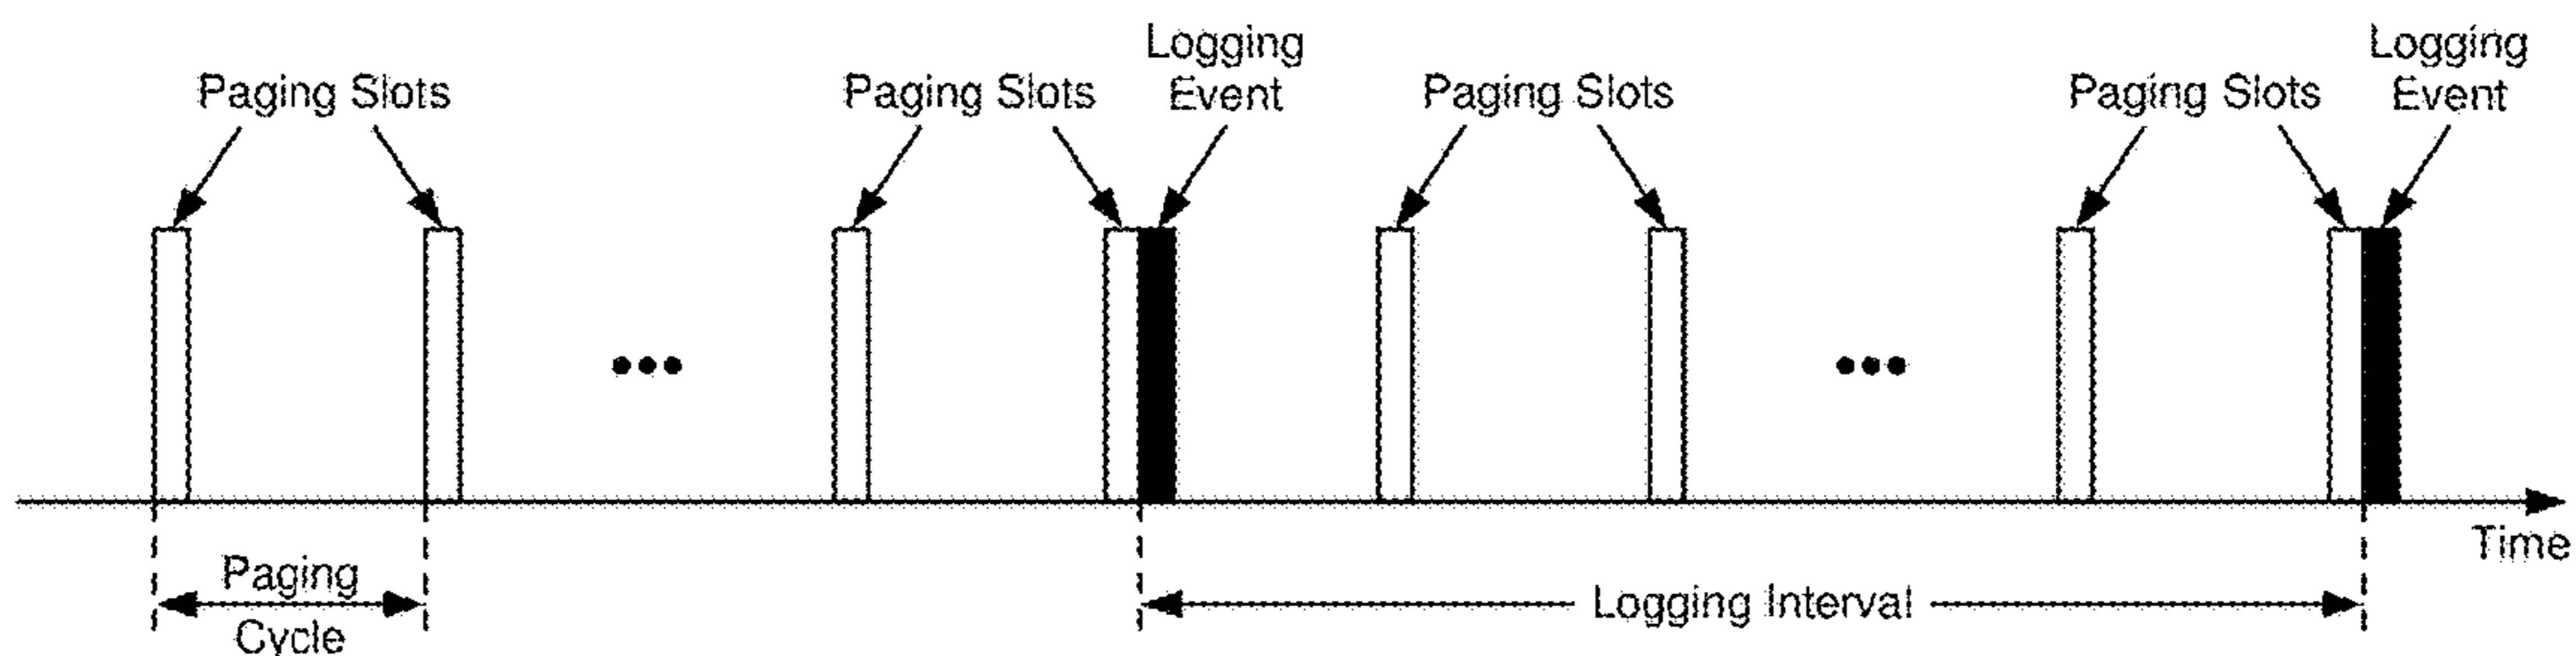 Paging Slots
Paging Slots
Logging
Event
Paging Slots
Paging Slots
Logging
Event
Time
Paging
Cycle
Logging Interval